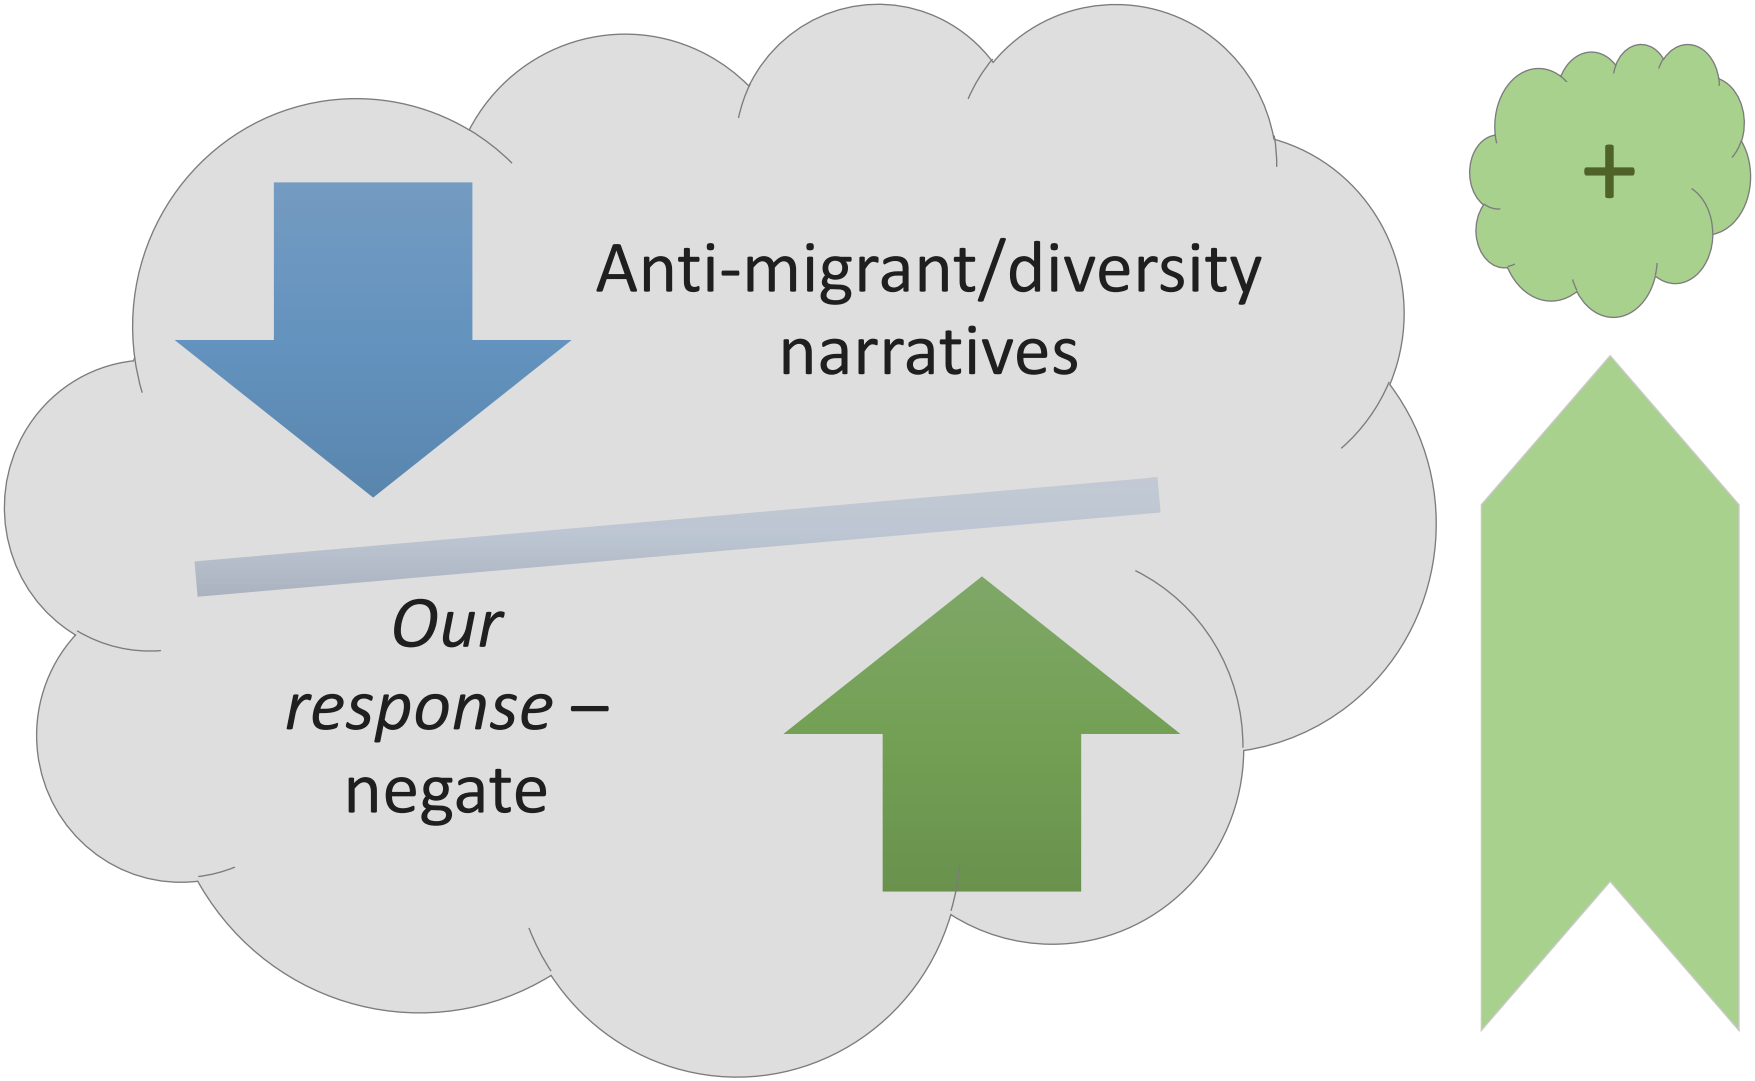 Anti-migrant/diversity
narratives
+
Our
response –
negate